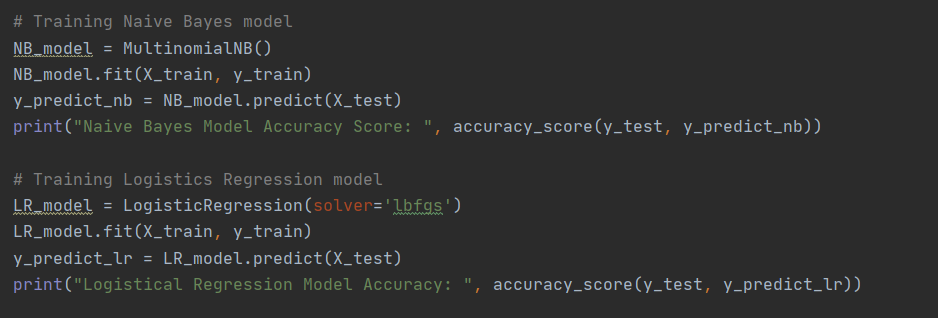 # Training Naive Bayes model
NB_model = MultinomialNB()
NB_model.fit(X_train, y_train)
y_predict_nb = NB_model.predict(X_test)
print("Naive Bayes Model Accuracy Score: ", accuracy_score(y_test, y_predict_nb))
# Training Logistics Regression model
LR_model = LogisticRegression(solver='lbfgs')
LR_model.fit(X_train, y_train)
y_predict_lr = LR_model.predict(X_test)
print("Logistical Regression Model Accuracy: ", accuracy_score(y_test, y_predict_lr))